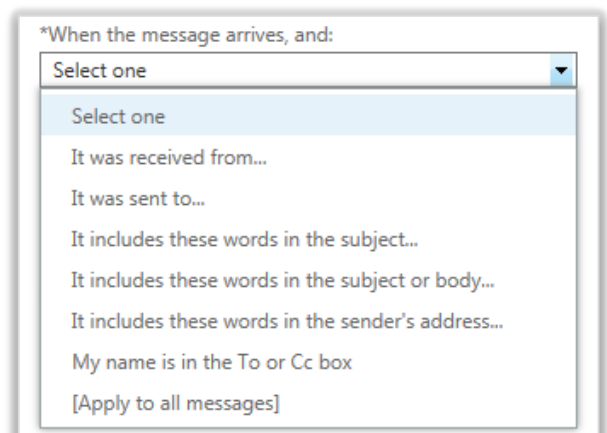 *When the message arrives, and:
Select one
Select one
It was received from...
It was sent to...
It includes these words in the subject...
It includes these words in the subject or body...
It includes these words in the sender's address...
My name is in the To or Cc box
[Apply to all messages]